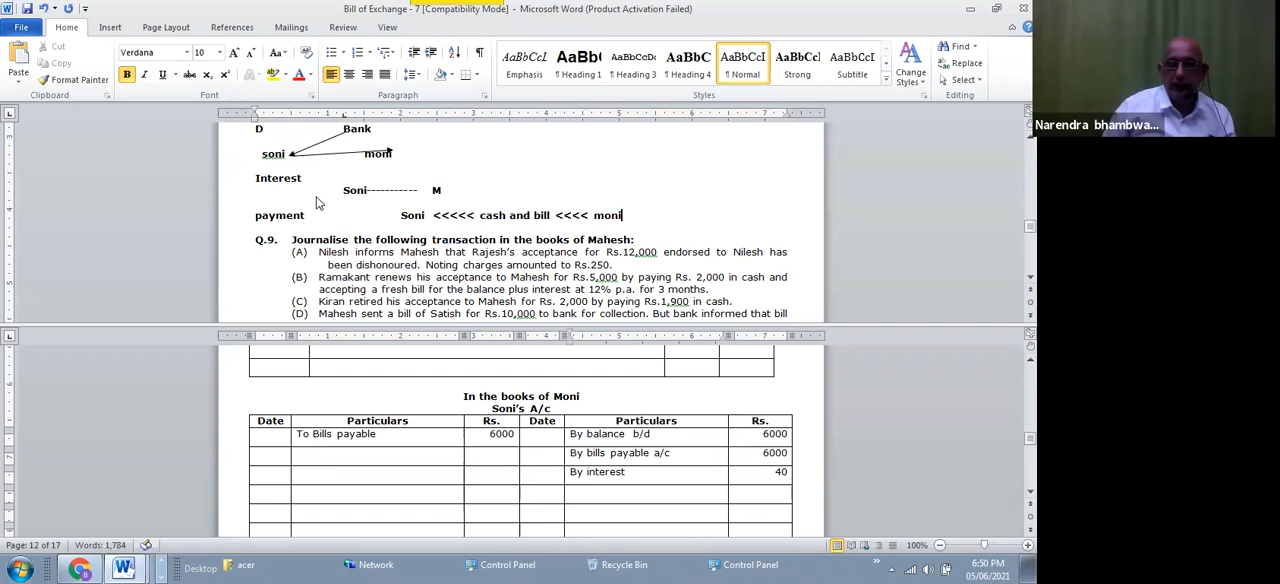 Bill of Exchange - 7 [Compatibility Mode] - Microsoft Word (Product Activation Failed)
File Home Insert Page Layout References Mailings Review View
Cut
Copy
Format Painter
Paste
Clipboard
Verdana 10
Font
Paragraph
AaBbCcI AaBb( AaBbCcDc AaBbC AaBbCcI AaBbCc AaBbCcI
Emphasis ¶ Heading 1 ¶ Heading 3 ¶ Heading 4 ¶ Normal Strong Subtitle
Styles
Change
Styles
Find
Replace
Select
Editing
Narendra bhambwa...
D Bank
soni moni
Interest
Soni----------- M
payment Soni <<<<< cash and bill <<<< moni
Q.9. Journalise the following transaction in the books of Mahesh:
(A) Nilesh informs Mahesh that Rajesh's acceptance for Rs.12,000 endorsed to Nilesh has
been dishonoured. Noting charges amounted to Rs.250.
(B) Ramakant renews his acceptance to Mahesh for Rs.5,000 by paying Rs. 2,000 in cash and
accepting a fresh bill for the balance plus interest at 12% p.a. for 3 months.
(C) Kiran retired his acceptance to Mahesh for Rs. 2,000 by paying Rs.1,900 in cash.
(D) Mahesh sent a bill of Satish for Rs.10,000 to bank for collection. But bank informed that bill
In the books of Moni
Soni's A/c
Date Particulars Rs. Date Particulars Rs.
To Bills payable 6000 By balance b/d 6000
By bills payable a/c 6000
By interest 40
Page: 12 of 17 Words: 1,784 100%
Desktop acer Network Control Panel Recycle Bin Control Panel
6:50 PM
05/06/2021